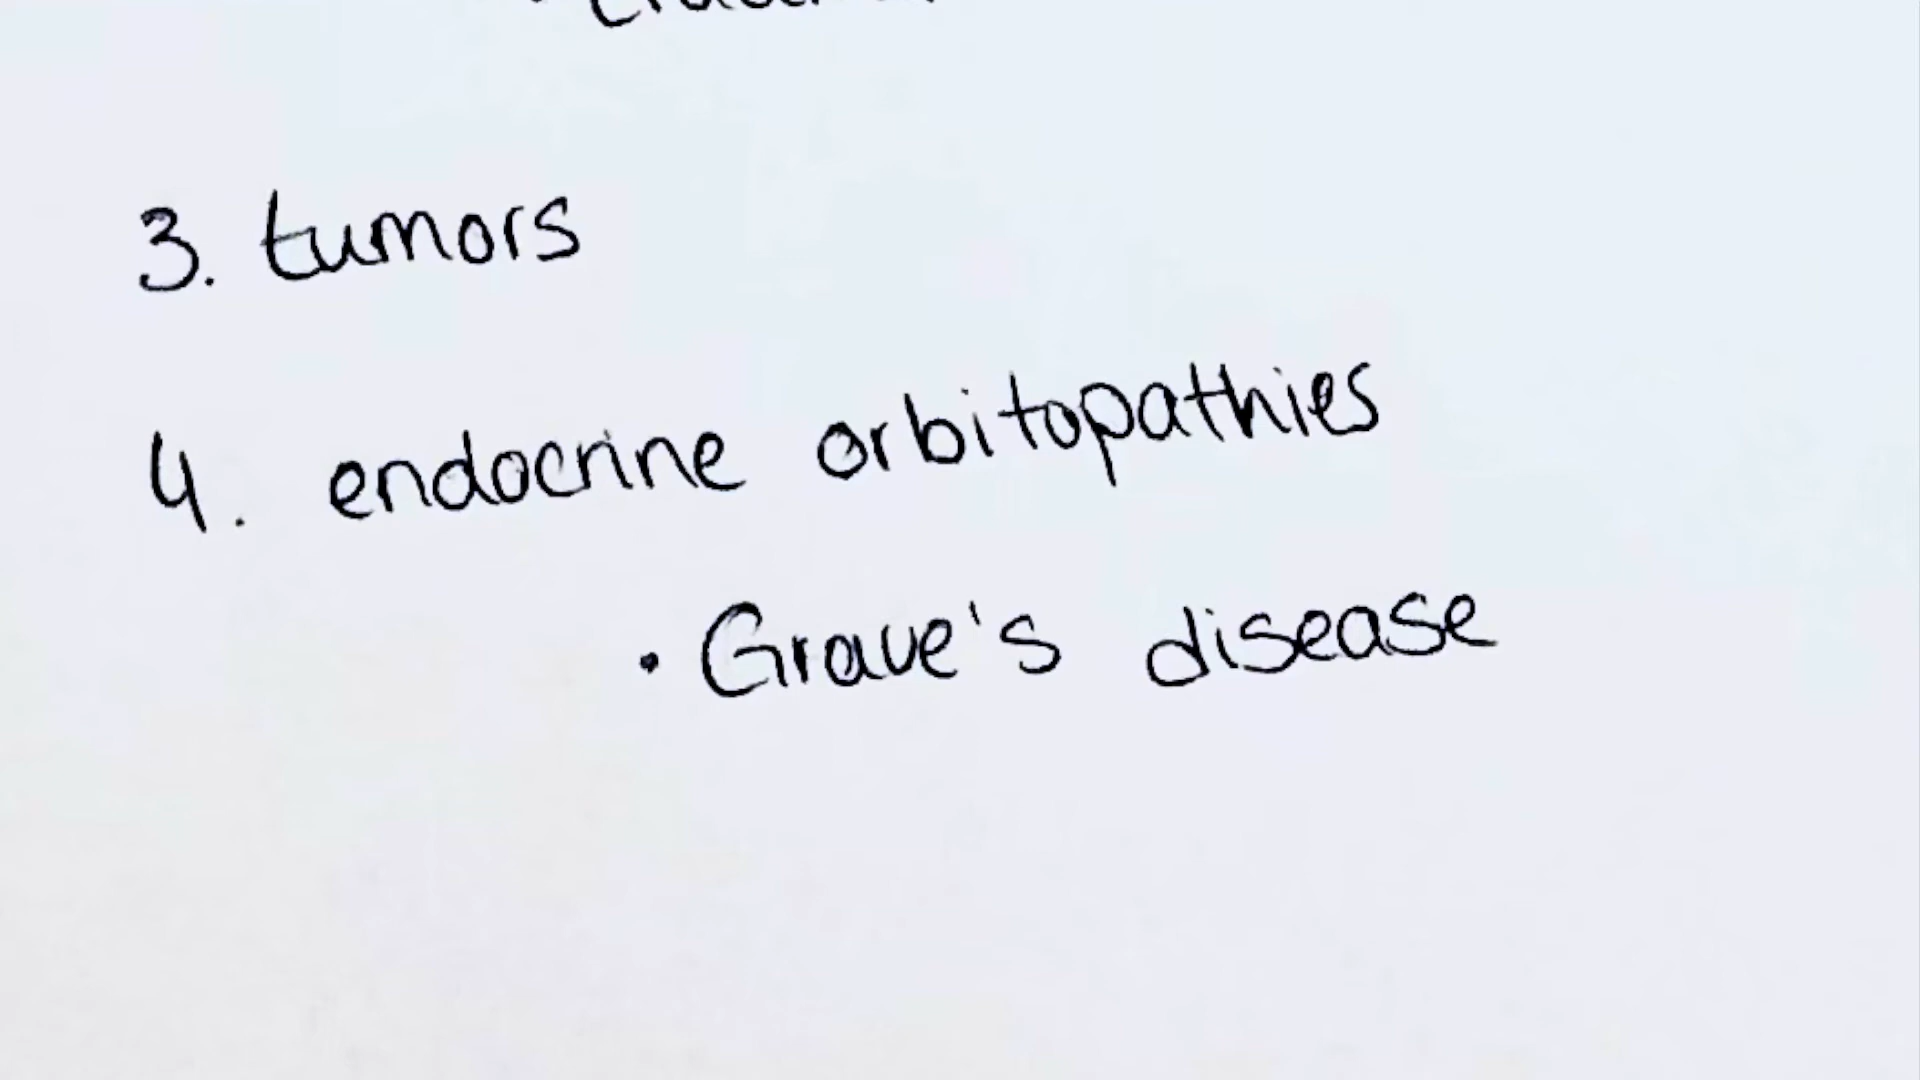 3. tumors
4. endocrine orbitopathies
• Grave's disease